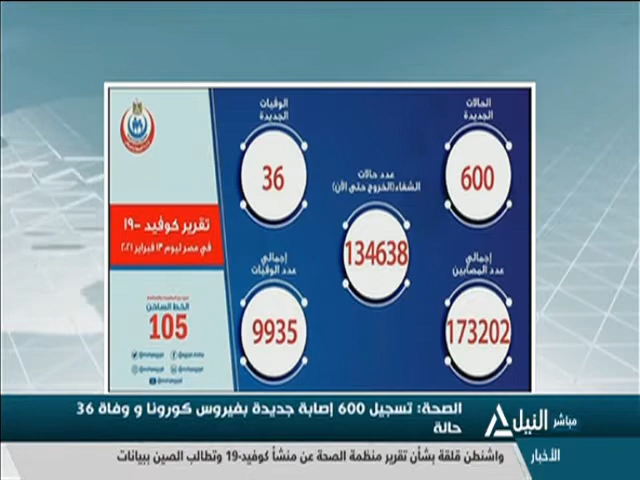 الحالات
الجديدة
600
الوفيات
الجديدة
36
عدد حالات
الشفاء (الخروج حتى الآن)
134638
إجمالي
عدد المصابين
173202
إجمالي
عدد الوفيات
9935
تقرير كوفيد -١٩
في مصر ليوم ١٣ فبراير ٢٠٢١
الخط الساخن
105
مباشر النيل
الصحة: تسجيل 600 إصابة جديدة بفيروس كورونا و وفاة 36
حالة
الأخبار
واشنطن قلقة بشأن تقرير منظمة الصحة عن منشأ كوفيد-19 وتطالب الصين ببيانات